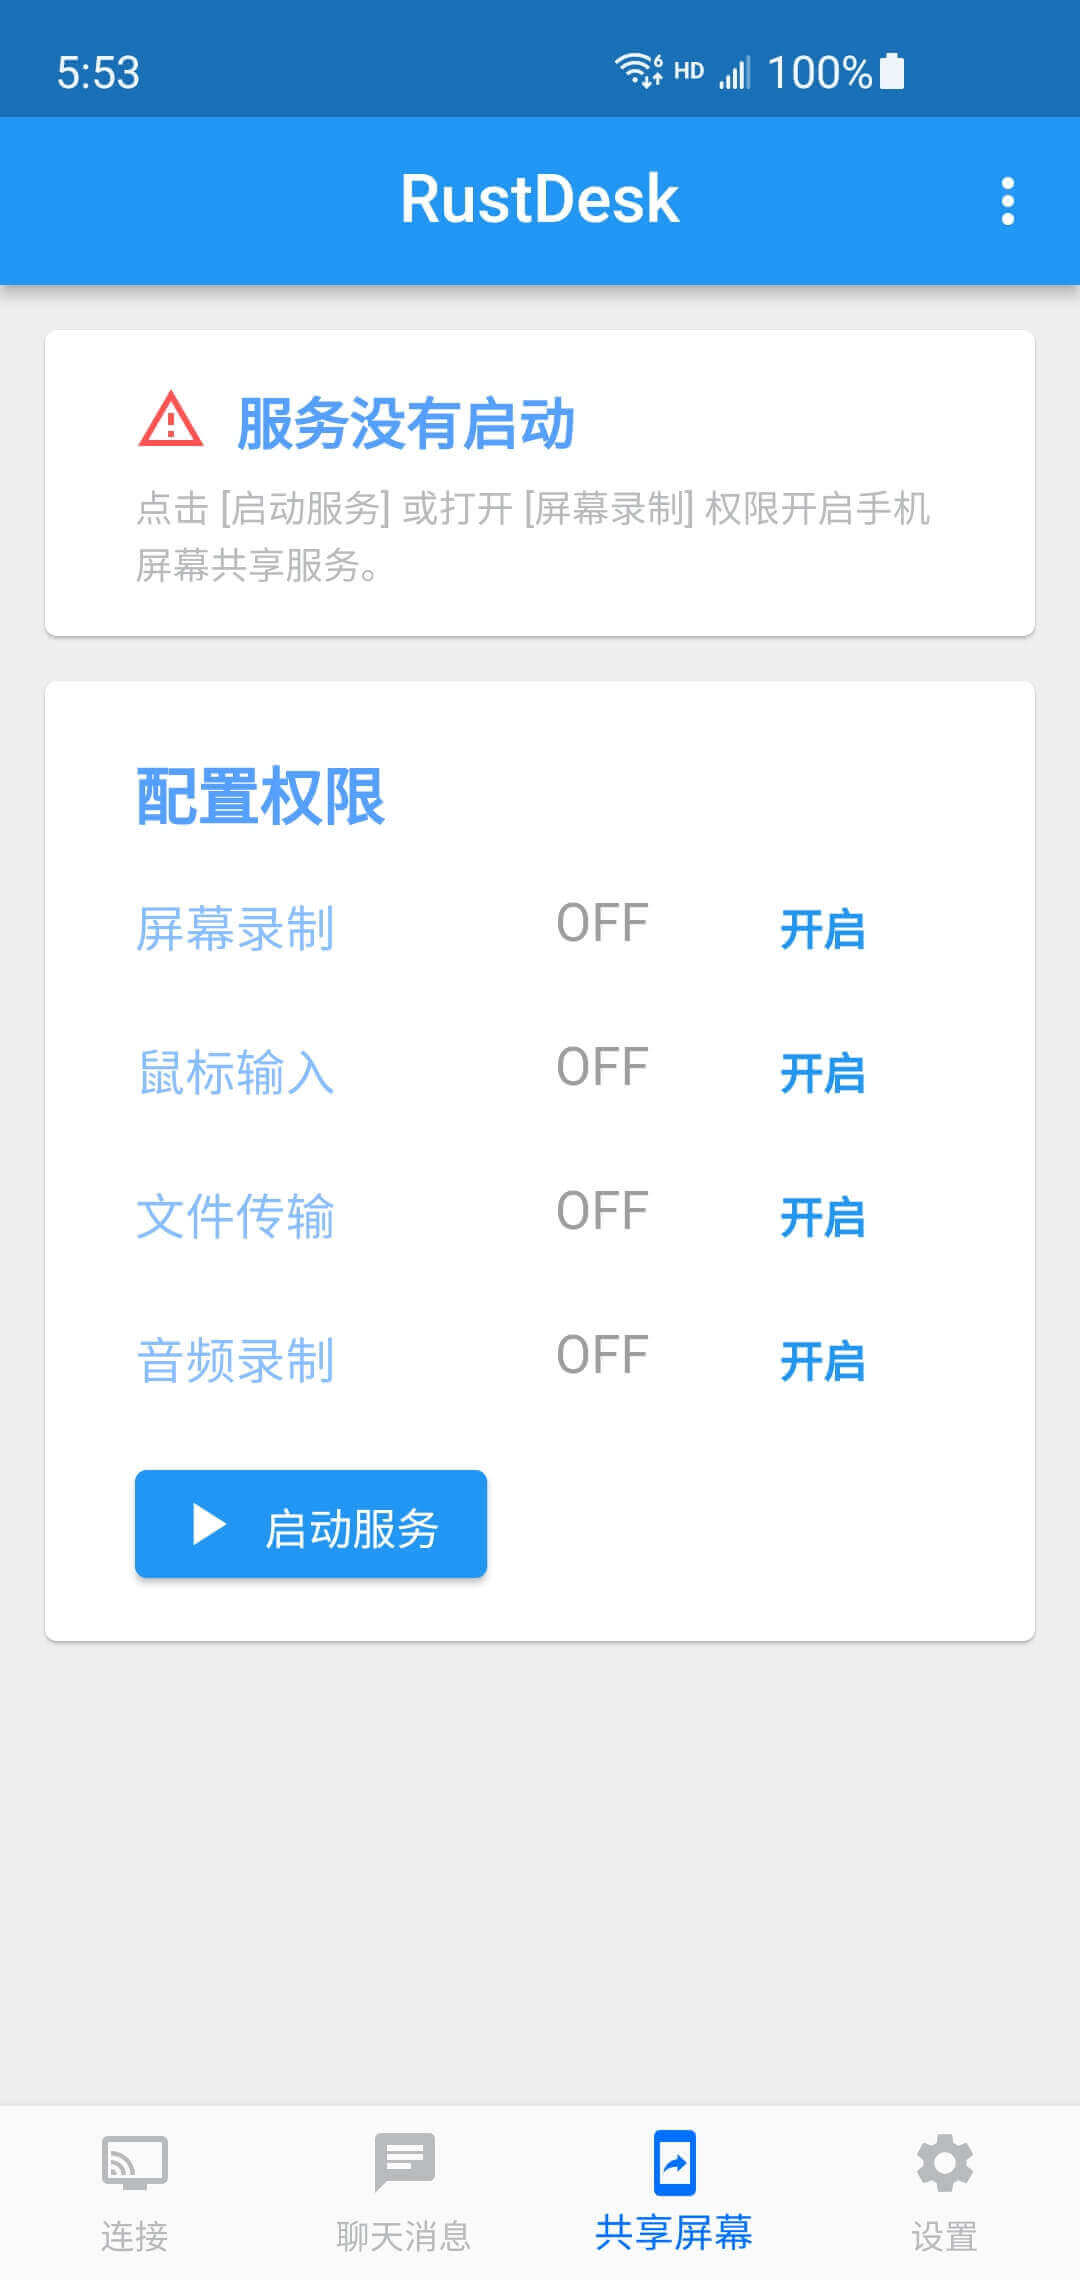 5:53 6 HD 100%
RustDesk
服务没有启动
点击 [启动服务] 或打开 [屏幕录制] 权限开启手机
屏幕共享服务。
配置权限
屏幕录制 OFF 开启
鼠标输入 OFF 开启
文件传输 OFF 开启
音频录制 OFF 开启
启动服务
连接 聊天消息 共享屏幕 设置